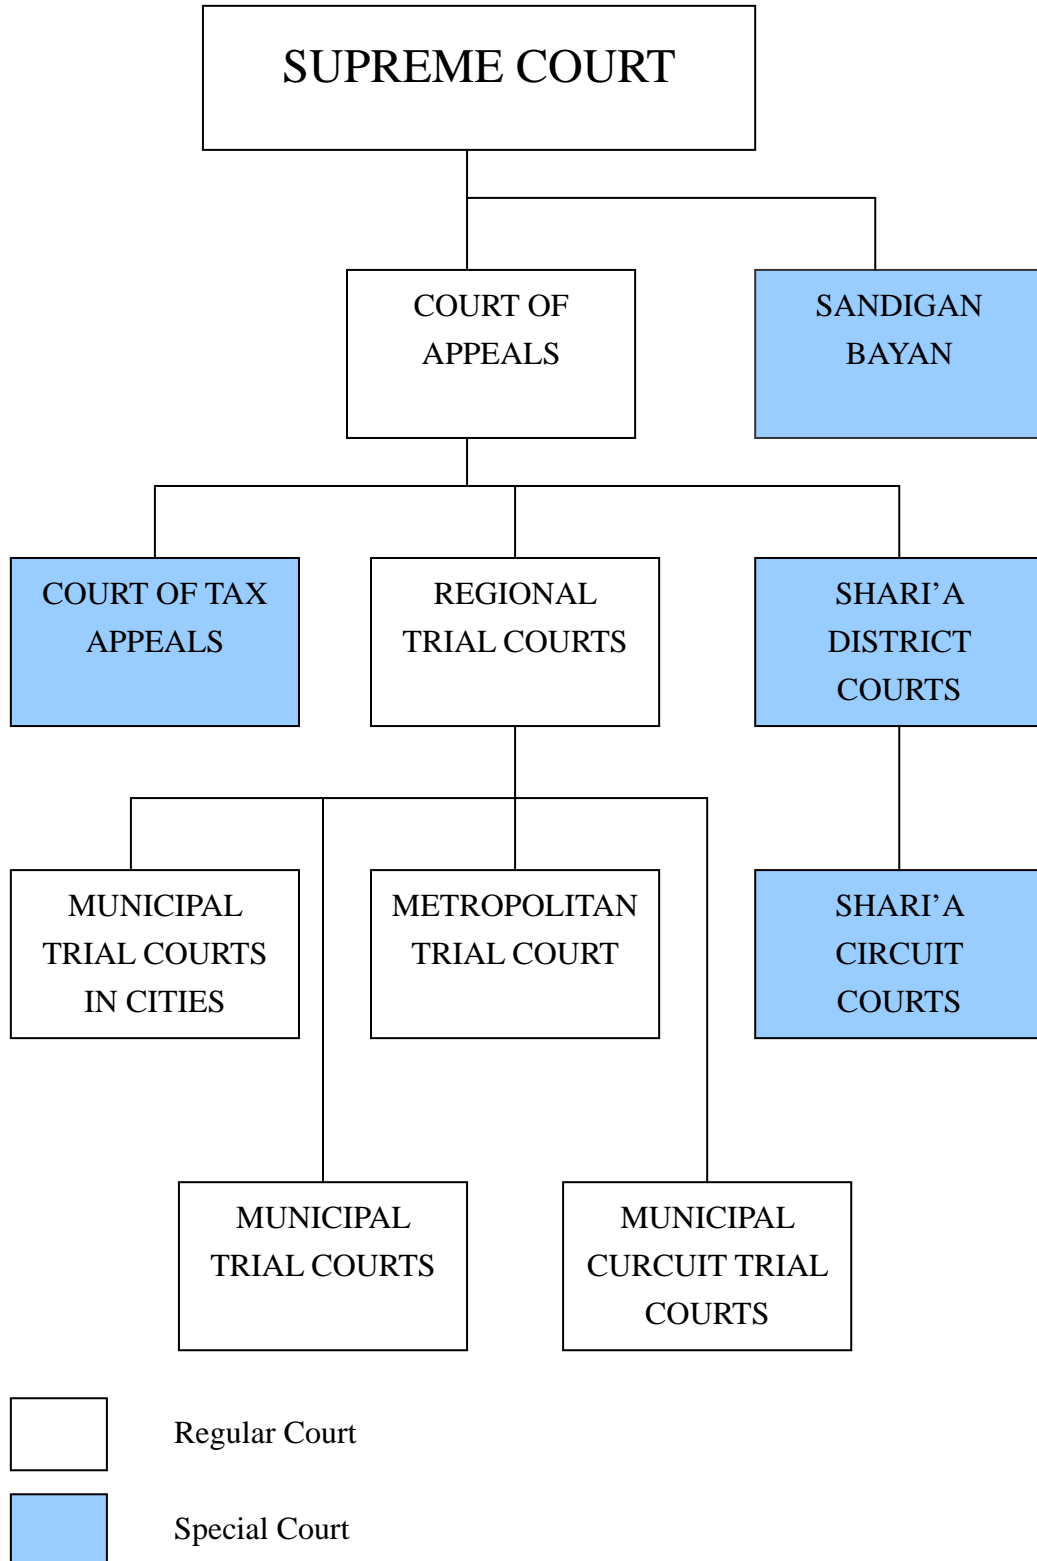 SUPREME COURT
COURT OF
APPEALS
SANDIGAN
BAYAN
COURT OF TAX
APPEALS
REGIONAL
TRIAL COURTS
SHARI’A
DISTRICT
COURTS
MUNICIPAL
TRIAL COURTS
IN CITIES
METROPOLITAN
TRIAL COURT
SHARI’A
CIRCUIT
COURTS
MUNICIPAL
TRIAL COURTS
MUNICIPAL
CURCUIT TRIAL
COURTS
Regular Court
Special Court